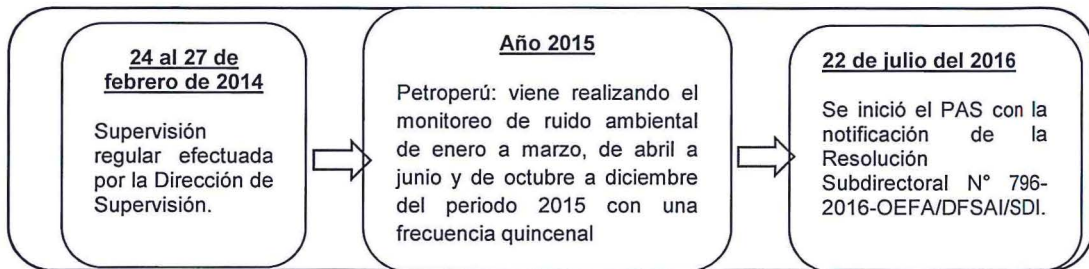 24 al 27 de
febrero de 2014
Supervisión
regular efectuada
por la Dirección de
Supervisión.
Año 2015
Petroperú: viene realizando el
monitoreo de ruido ambiental
de enero a marzo, de abril a
junio y de octubre a diciembre
del periodo 2015 con una
frecuencia quincenal
22 de julio del 2016
Se inició el PAS con la
notificación de la
Resolución
Subdirectoral N° 796-
2016-OEFA/DFSAI/SDI.